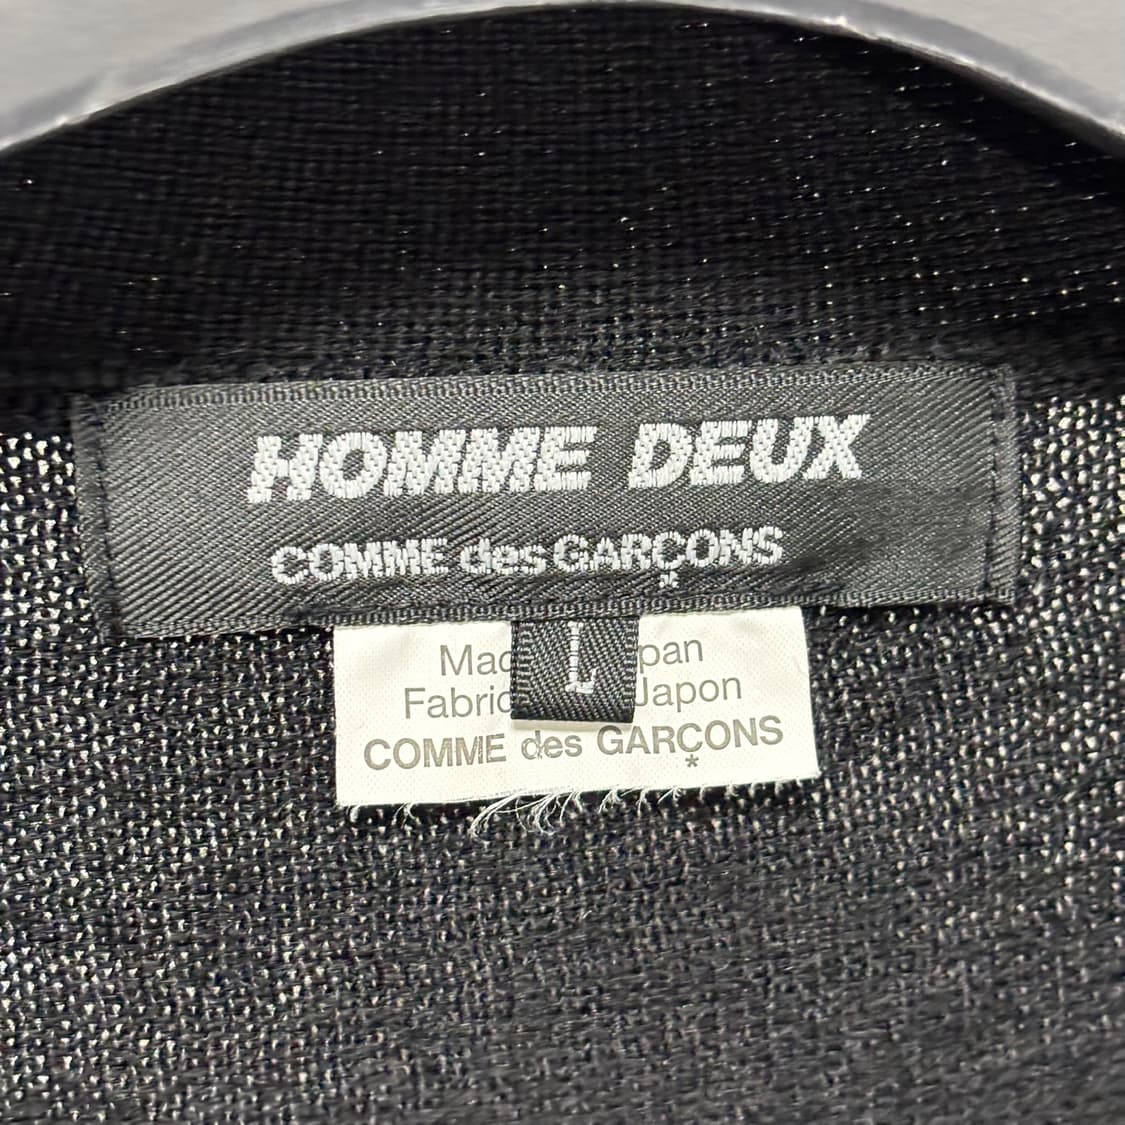 HOMME DEUX
COMME des GARÇONS
*
L
Mac pan
Fabric Japon
COMME des GARÇONS
*